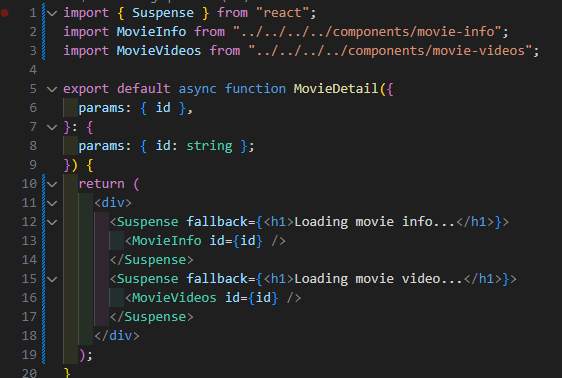 1 import { Suspense } from "react";
2 import MovieInfo from "../../../../components/movie-info";
3 import MovieVideos from "../../../../components/movie-videos";
4
5 export default async function MovieDetail({
6   params: { id },
7 }: {
8   params: { id: string };
9 }) {
10   return (
11     <div>
12       <Suspense fallback={<h1>Loading movie info...</h1>}>
13         <MovieInfo id={id} />
14       </Suspense>
15       <Suspense fallback={<h1>Loading movie video...</h1>}>
16         <MovieVideos id={id} />
17       </Suspense>
18     </div>
19   );
20 }